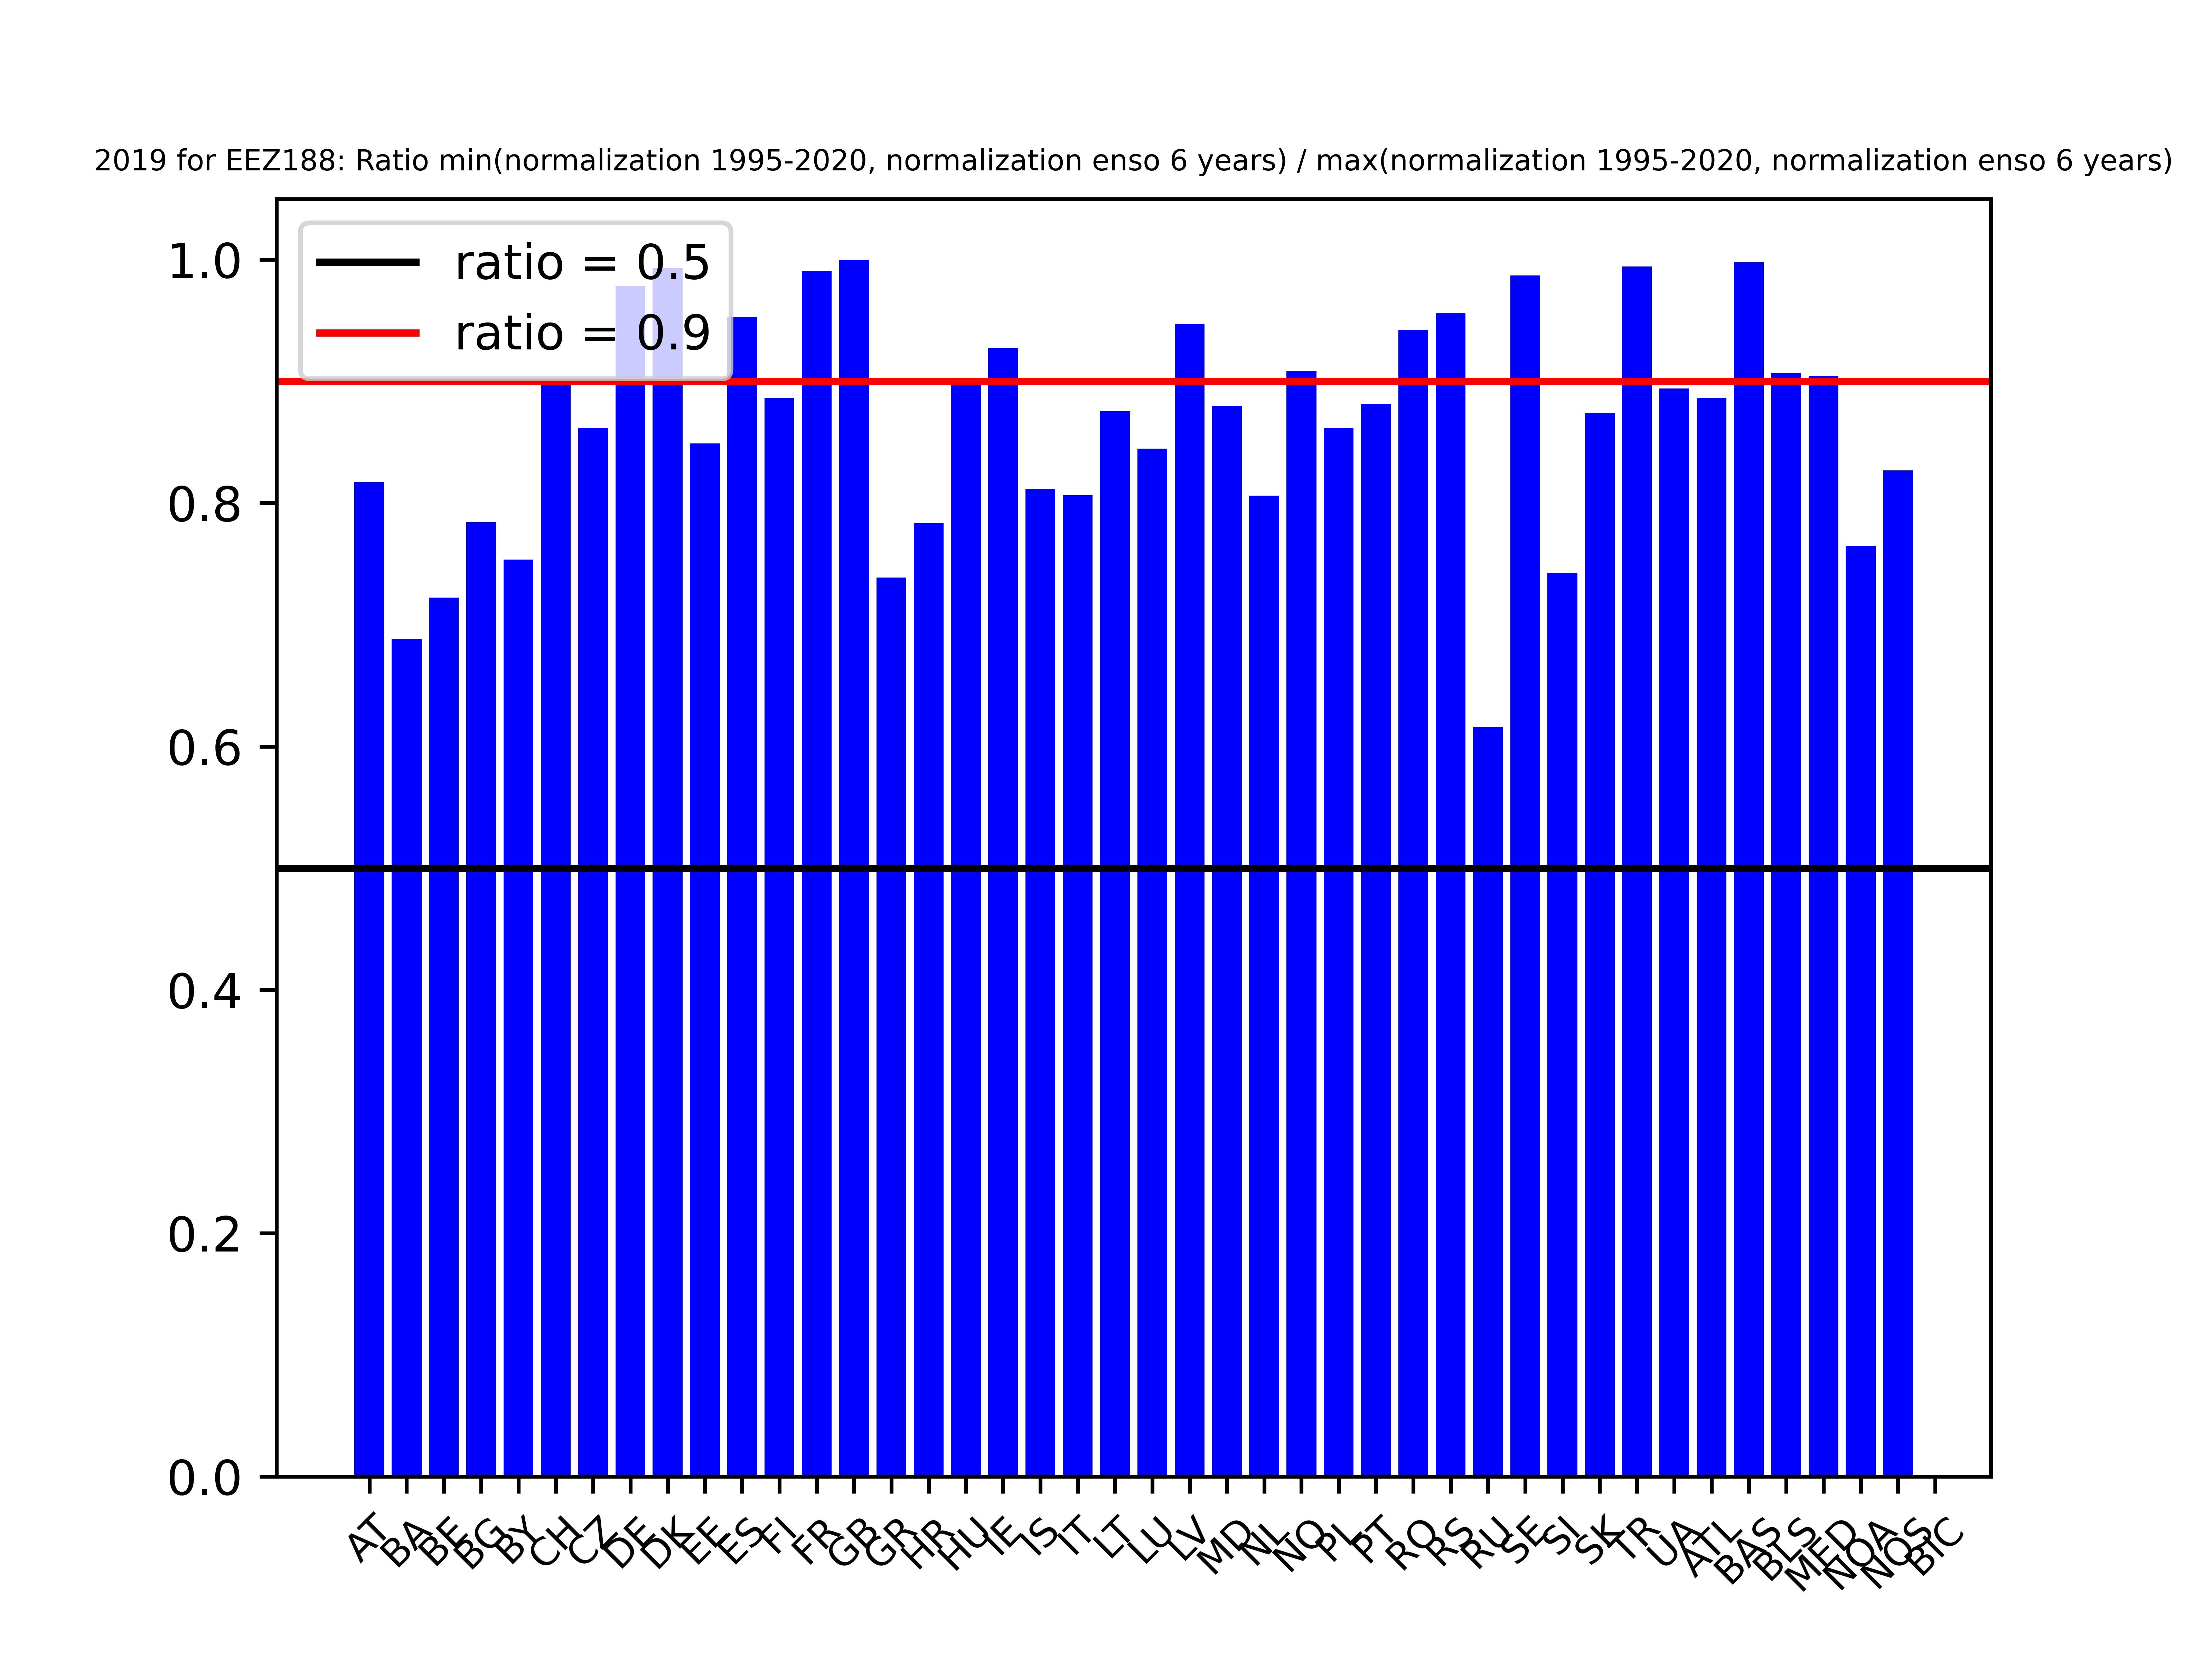 2019 for EEZ188: Ratio min(normalization 1995-2020, normalization enso 6 years) / max(normalization 1995-2020, normalization enso 6 years)
ratio = 0.5
ratio = 0.9
1.0
0.8
0.6
0.4
0.2
0.0
AT BA BE BG BY CH CZ DE DK EE ES FI FR GB GR HR HU IE IS IT LT LU LV MD NL NO PL PT RO RS RU SE SI SK TR UA ATL BAS BLS MED NOA NOS BIC